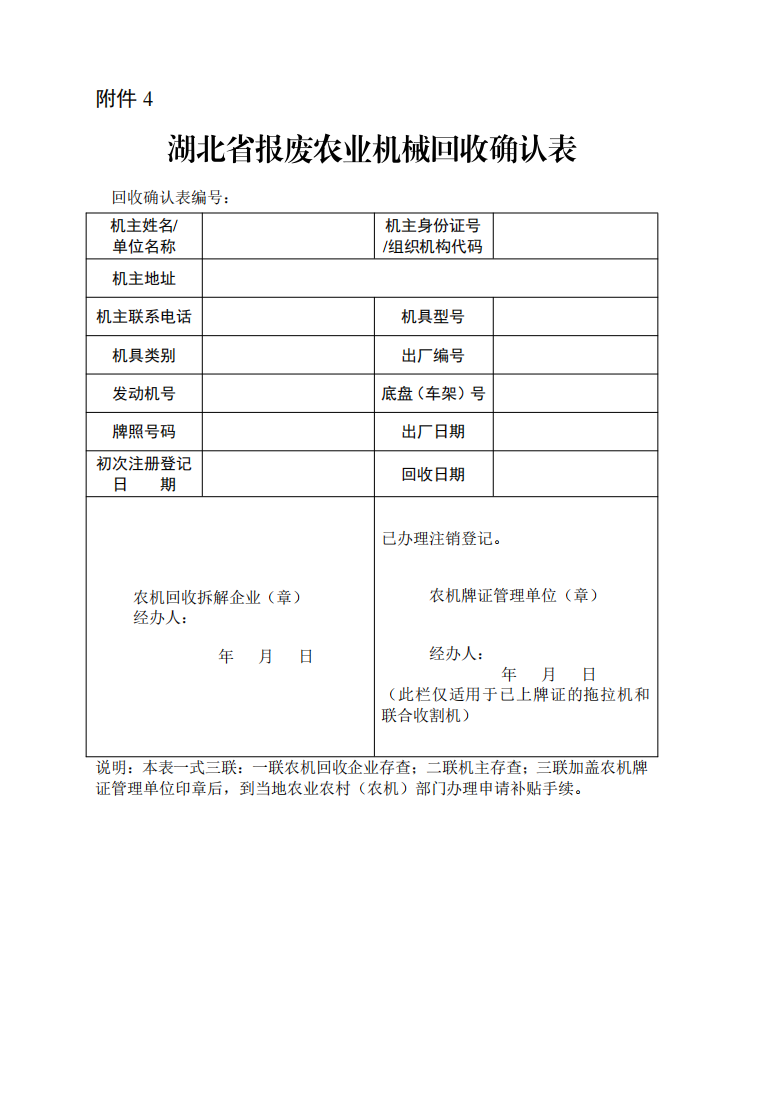 附件 4
湖北省报废农业机械回收确认表
回收确认表编号：
机主姓名/
单位名称
机主身份证号
/组织机构代码
机主地址
机主联系电话
机具型号
机具类别
出厂编号
发动机号
底盘（车架）号
牌照号码
出厂日期
初次注册登记
日 期
回收日期
农机回收拆解企业（章）
经办人：
年 月 日
已办理注销登记。
农机牌证管理单位（章）
经办人：
年 月 日
（此栏仅适用于已上牌证的拖拉机和
联合收割机）
说明：本表一式三联：一联农机回收企业存查；二联机主存查；三联加盖农机牌
证管理单位印章后，到当地农业农村（农机）部门办理申请补贴手续。